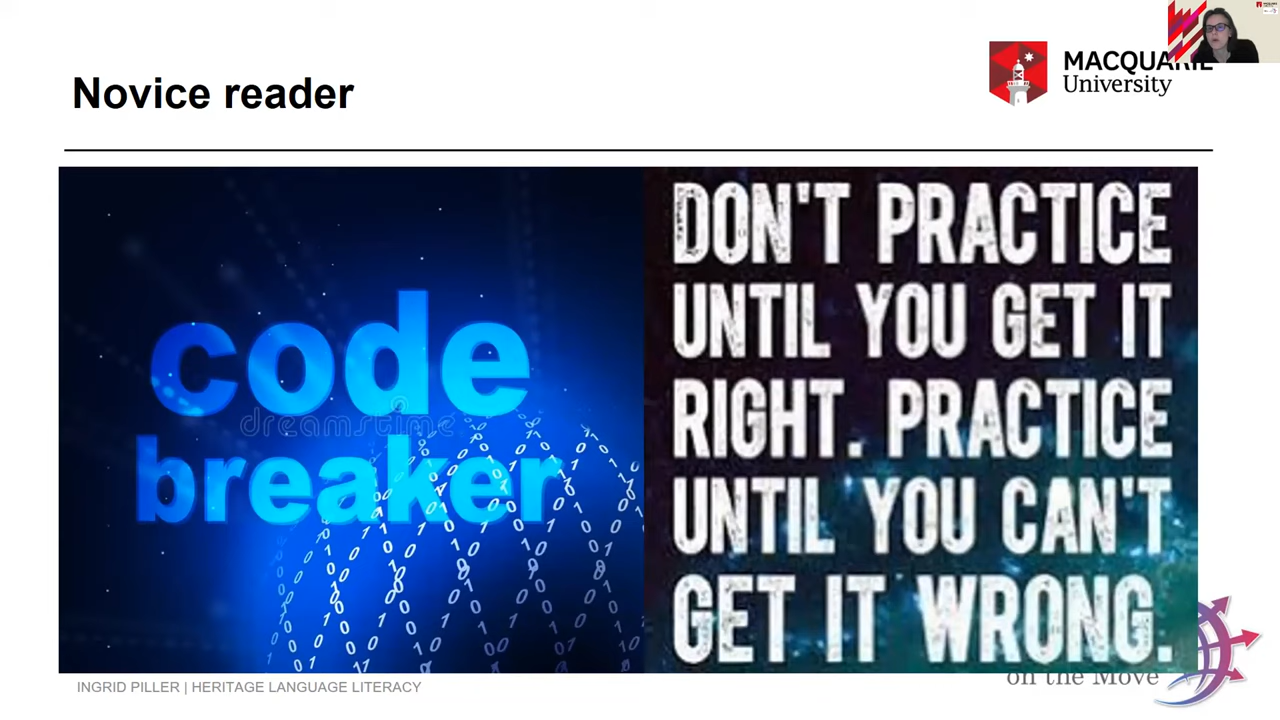 Novice reader
MACQUARIE
University
code
dreamstime
breaker
DON'T PRACTICE
UNTIL YOU GET IT
RIGHT. PRACTICE
UNTIL YOU CAN'T
GET IT WRONG.
on the Move
INGRID PILLER | HERITAGE LANGUAGE LITERACY